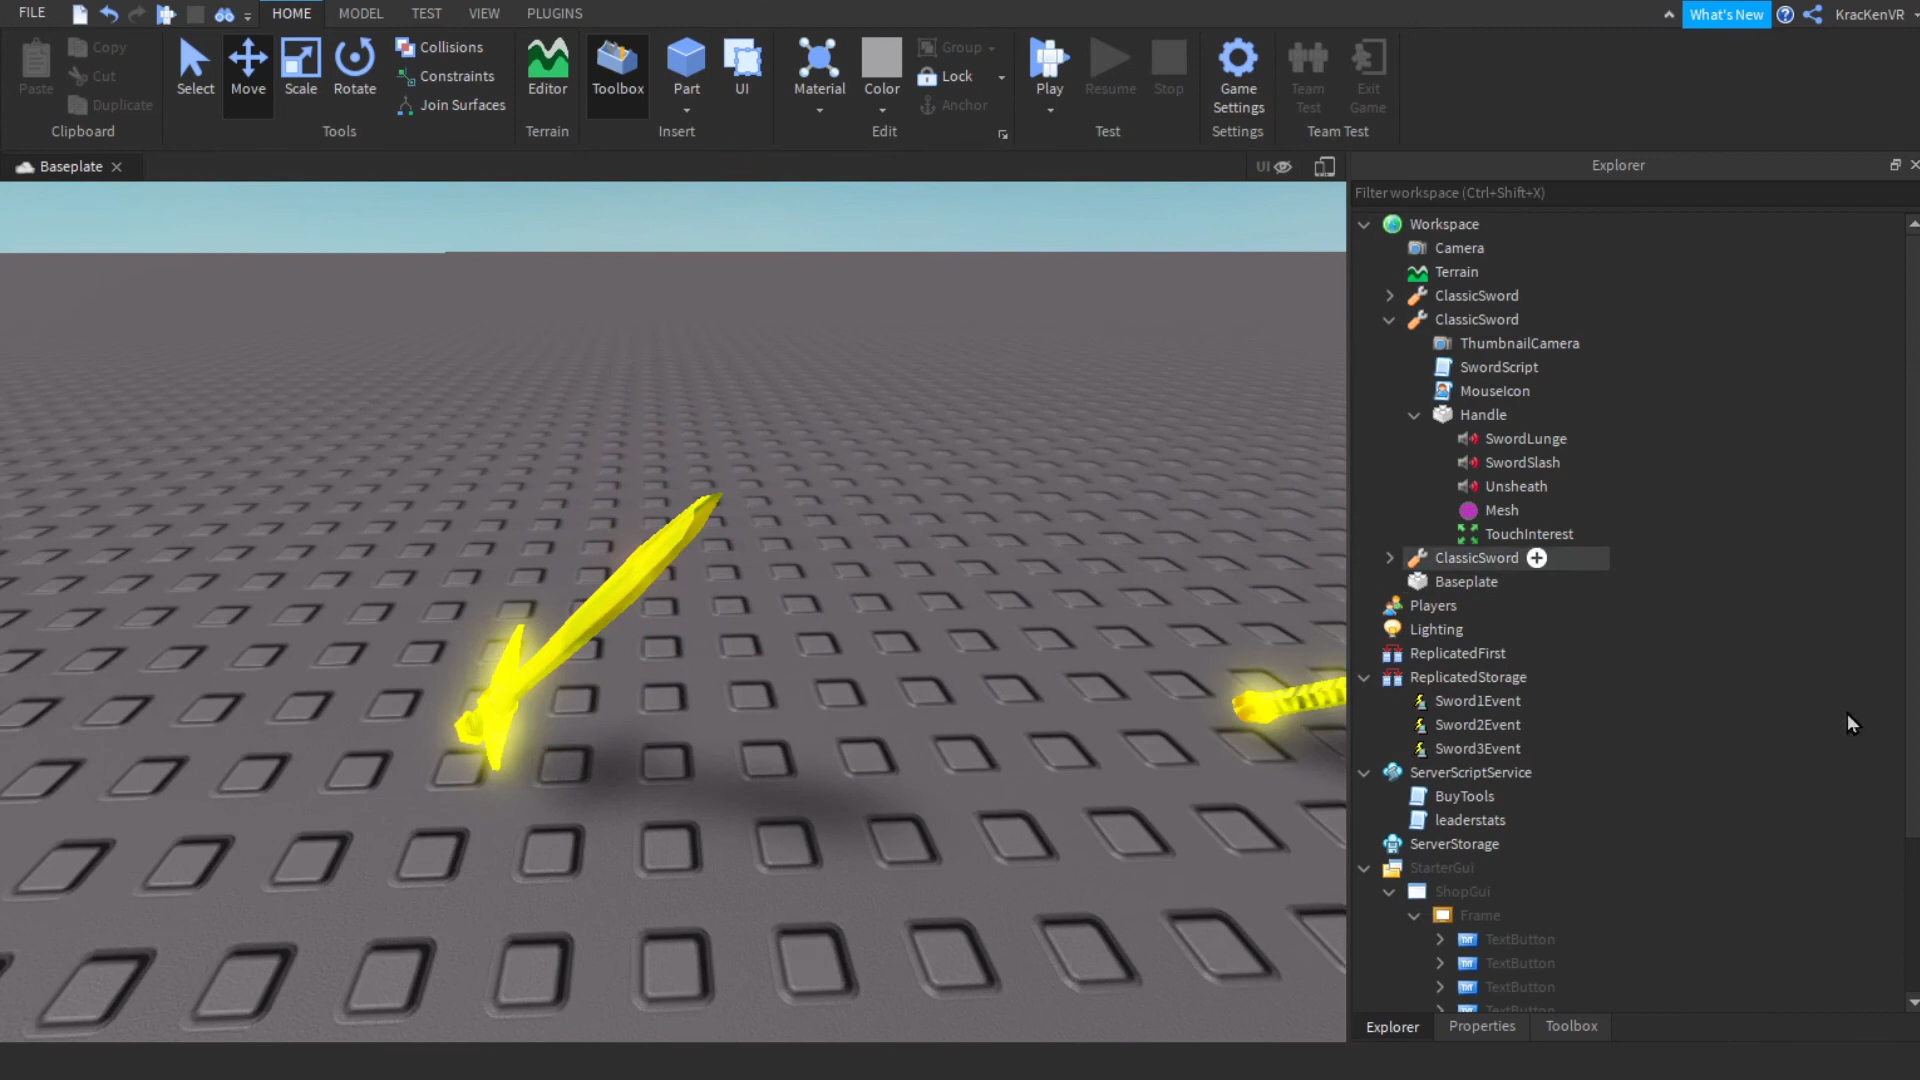 FILE HOME MODEL TEST VIEW PLUGINS What's New KracKenVR
Paste Copy Cut Duplicate
Clipboard
Select Move Scale Rotate
Collisions
Constraints
Join Surfaces
Tools
Editor
Terrain
Toolbox Part UI
Insert
Material Color Group Lock Anchor
Edit
Play Resume Stop
Test
Game Settings
Settings
Team Test Exit Game
Team Test
Baseplate
UI
Explorer
Filter workspace (Ctrl+Shift+X)
Workspace
Camera
Terrain
ClassicSword
ClassicSword
ThumbnailCamera
SwordScript
MouseIcon
Handle
SwordLunge
SwordSlash
Unsheath
Mesh
TouchInterest
ClassicSword
Baseplate
Players
Lighting
ReplicatedFirst
ReplicatedStorage
Sword1Event
Sword2Event
Sword3Event
ServerScriptService
BuyTools
leaderstats
ServerStorage
StarterGui
ShopGui
Frame
TXT TextButton
TXT TextButton
TXT TextButton
TextButton
Explorer Properties Toolbox